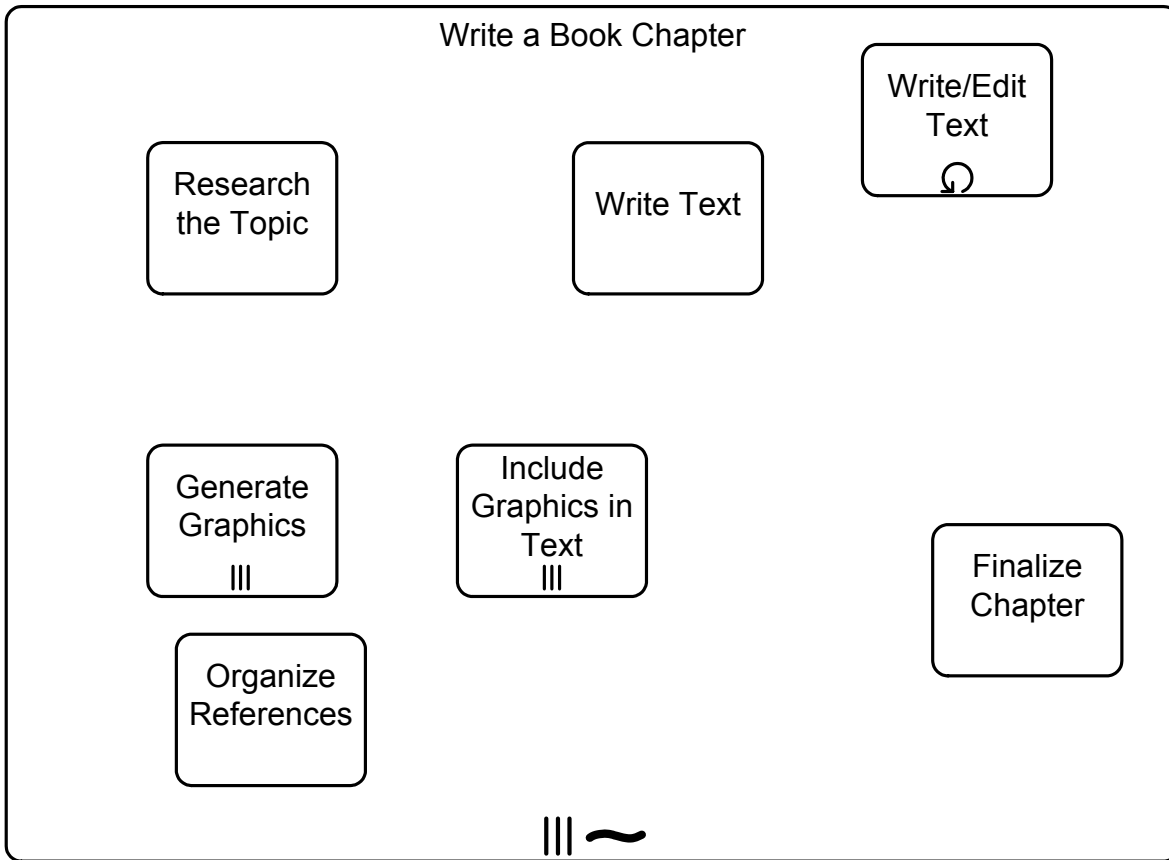 Write a Book Chapter
Write/Edit
Text
Research
the Topic
Write Text
Generate
Graphics
Include
Graphics in
Text
Finalize
Chapter
Organize
References